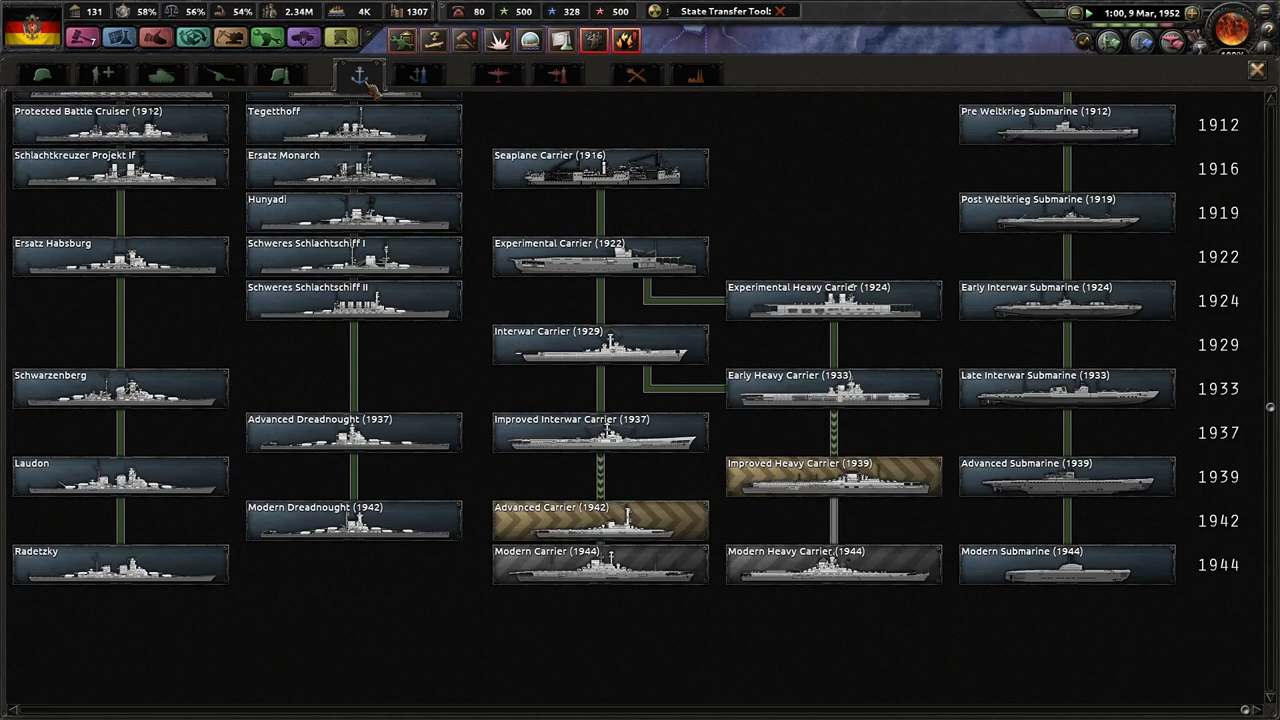 131 58% 56% 54% 2.34M 4K 1307 80 500 328 500 State Transfer Tool: 1:00, 9 Mar, 1952
7
100%
Protected Battle Cruiser (1912) Tegetthoff Pre Weltkrieg Submarine (1912) 1912
Schlachtkreuzer Projekt If Ersatz Monarch Seaplane Carrier (1916) 1916
Hunyadi Post Weltkrieg Submarine (1919) 1919
Ersatz Habsburg Schweres Schlachtschiff I Experimental Carrier (1922) 1922
Schweres Schlachtschiff II Experimental Heavy Carrier (1924) Early Interwar Submarine (1924) 1924
Interwar Carrier (1929) 1929
Schwarzenberg Early Heavy Carrier (1933) Late Interwar Submarine (1933) 1933
Advanced Dreadnought (1937) Improved Interwar Carrier (1937) 1937
Laudon Improved Heavy Carrier (1939) Advanced Submarine (1939) 1939
Modern Dreadnought (1942) Advanced Carrier (1942) 1942
Radetzky Modern Carrier (1944) Modern Heavy Carrier (1944) Modern Submarine (1944) 1944